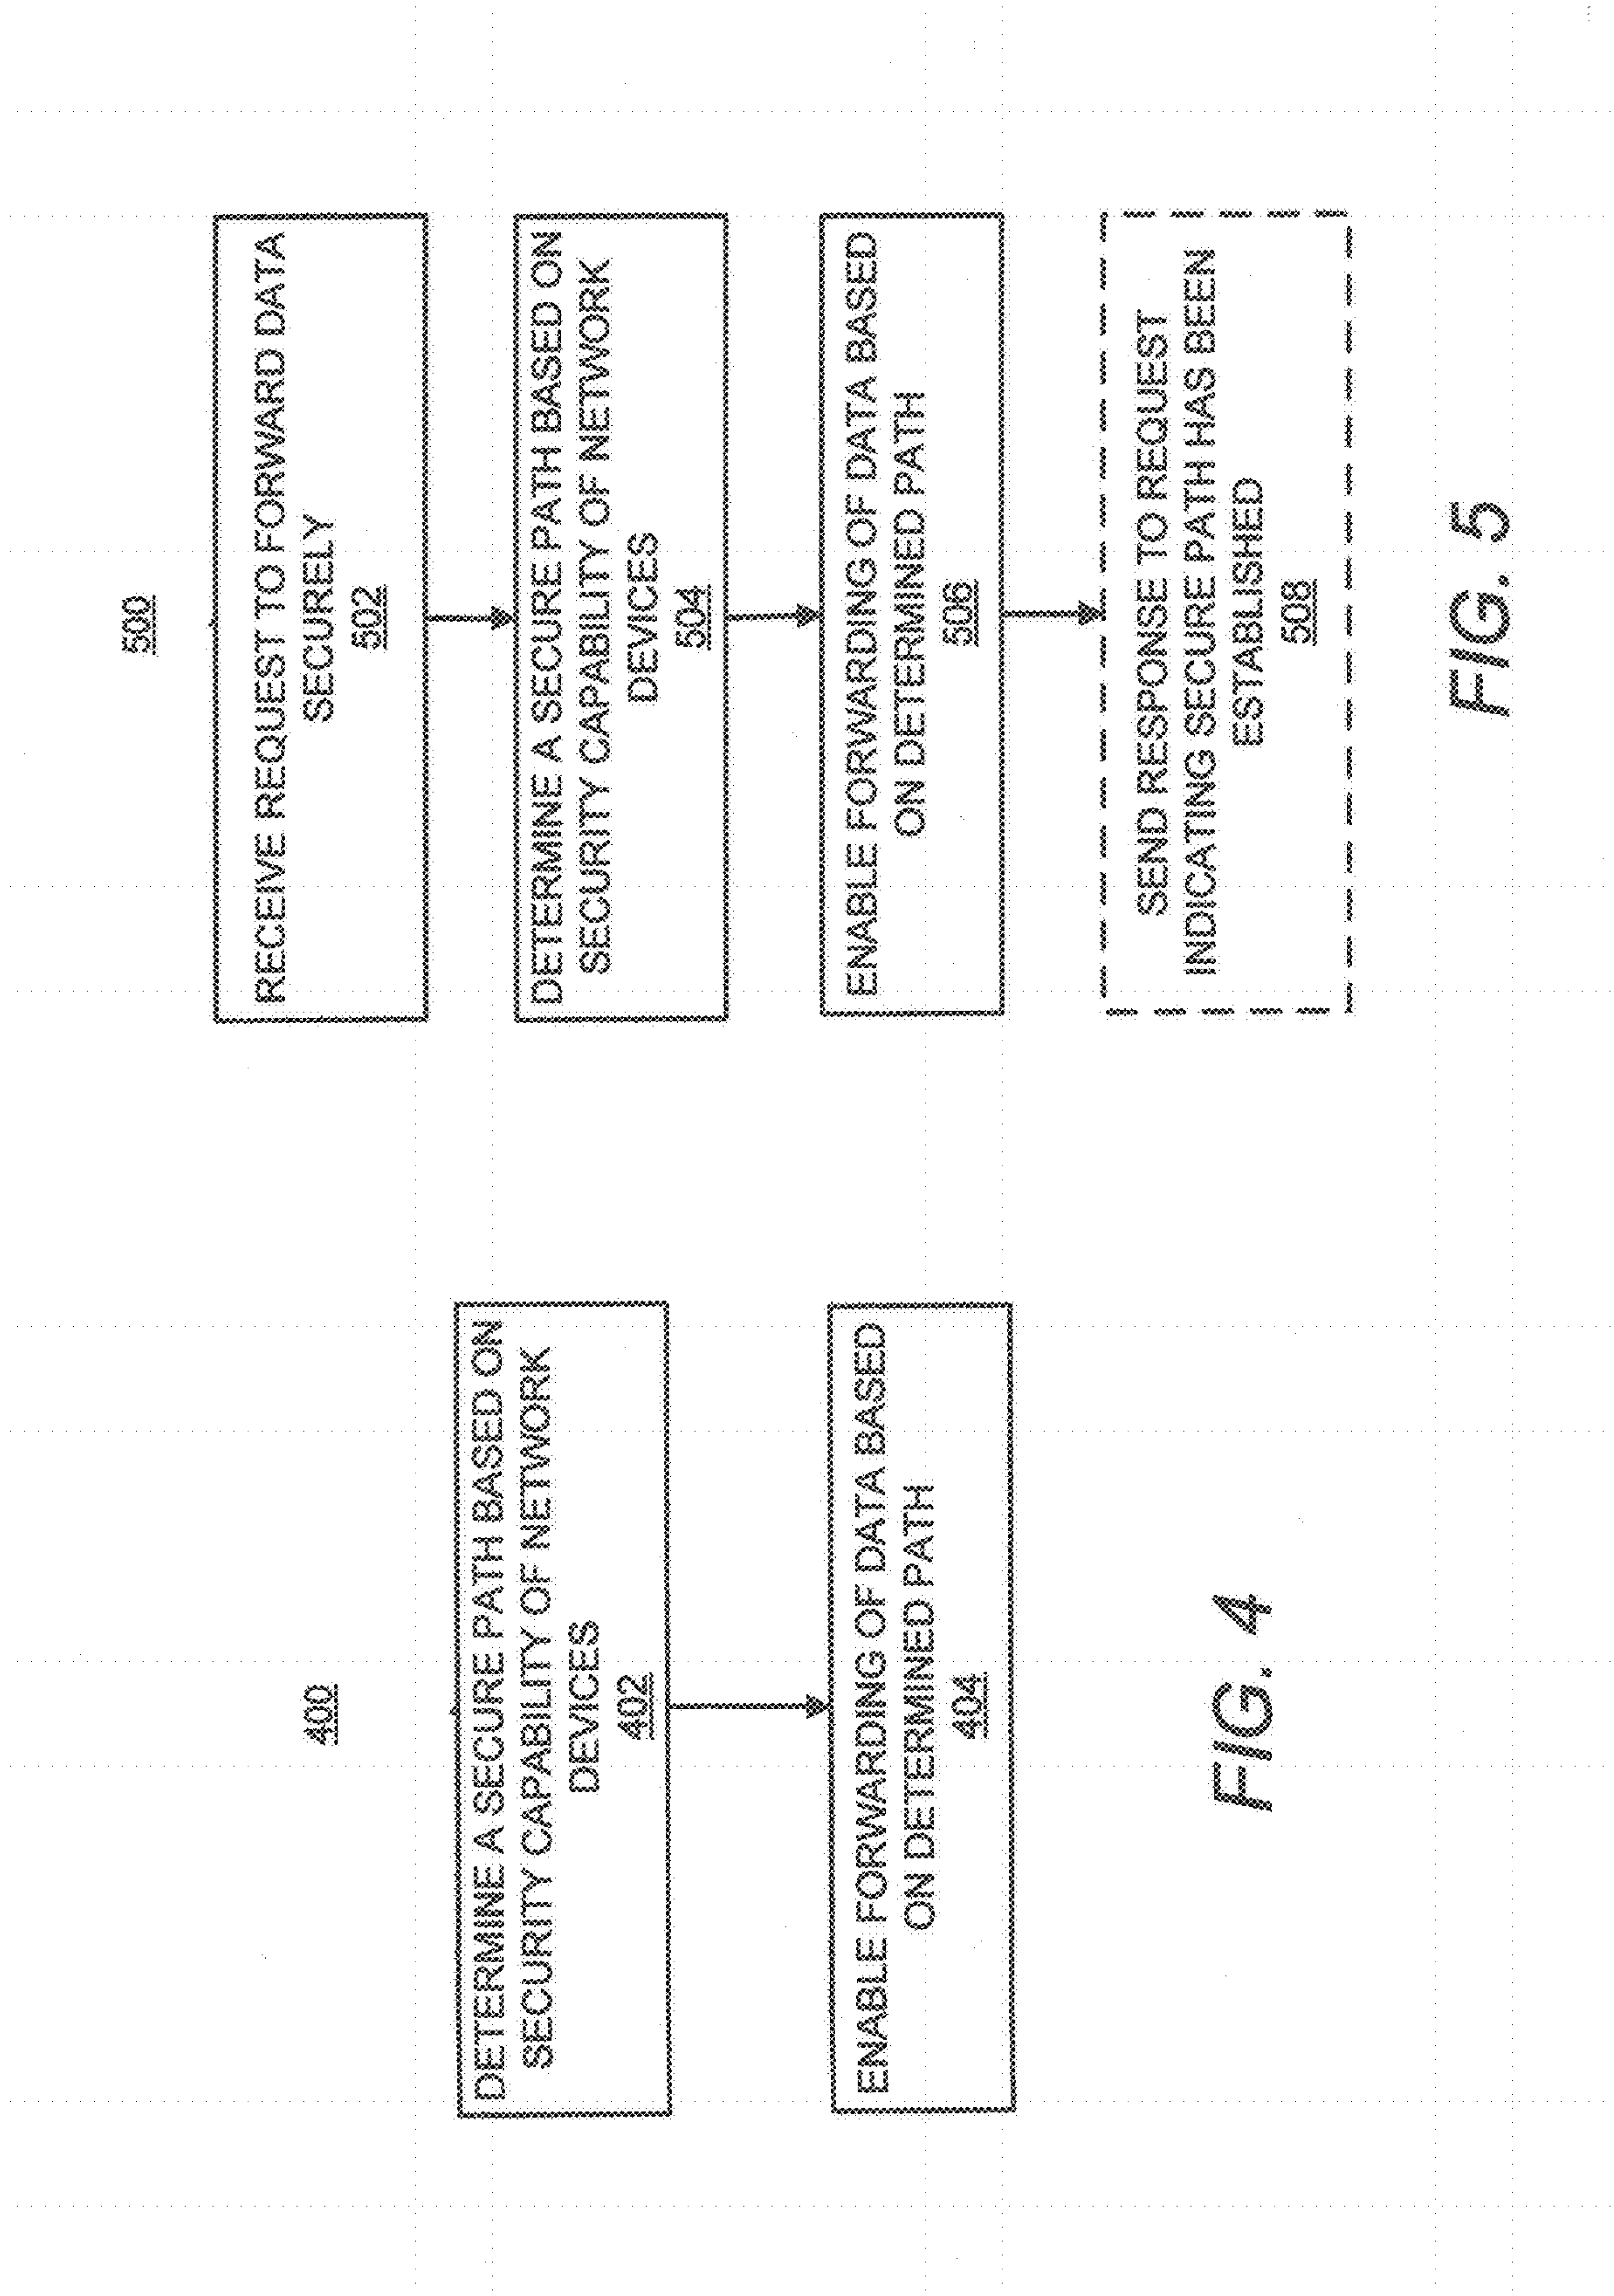 400
DETERMINE A SECURE PATH BASED ON
SECURITY CAPABILITY OF NETWORK
DEVICES
402
ENABLE FORWARDING OF DATA BASED
ON DETERMINED PATH
404
FIG. 4
500
RECEIVE REQUEST TO FORWARD DATA
SECURELY
502
DETERMINE A SECURE PATH BASED ON
SECURITY CAPABILITY OF NETWORK
DEVICES
504
ENABLE FORWARDING OF DATA BASED
ON DETERMINED PATH
506
SEND RESPONSE TO REQUEST
INDICATING SECURE PATH HAS BEEN
ESTABLISHED
508
FIG. 5